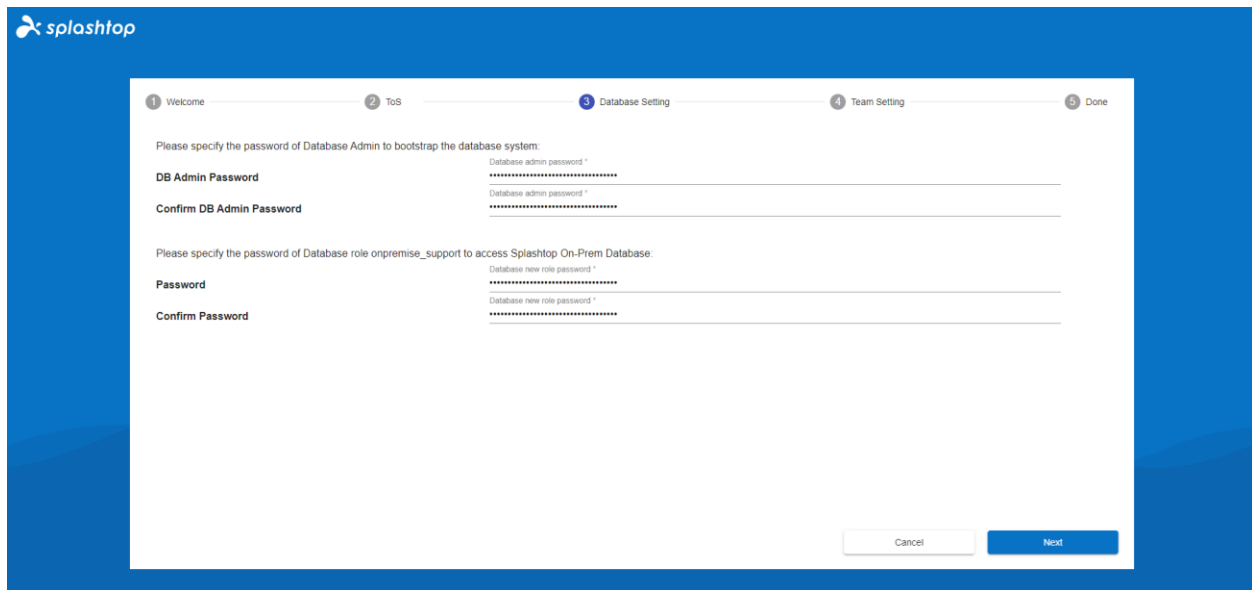 splashtop
1 Welcome 2 ToS 3 Database Setting 4 Team Setting 5 Done
Please specify the password of Database Admin to bootstrap the database system:
Database admin password *
DB Admin Password ••••••••••••••••••••••••••••••••••
Database admin password *
Confirm DB Admin Password ••••••••••••••••••••••••••••••••••
Please specify the password of Database role onpremise_support to access Splashtop On-Prem Database:
Database new role password *
Password ••••••••••••••••••••••••••••••••••
Database new role password *
Confirm Password ••••••••••••••••••••••••••••••••••
Cancel Next